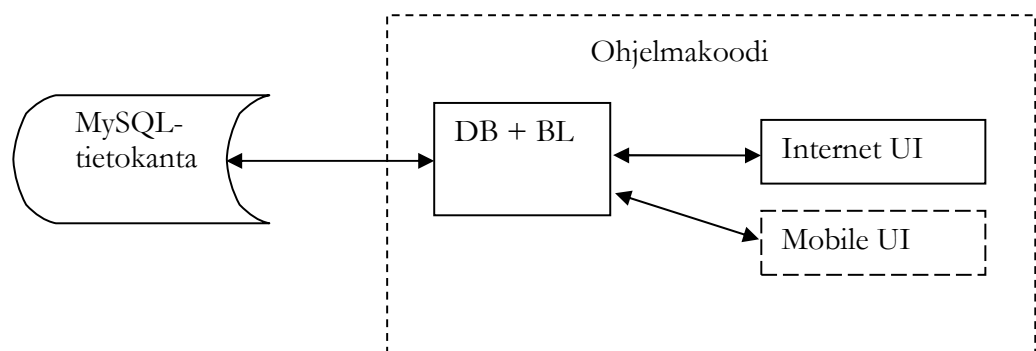 Ohjelmakoodi
MySQL-
tietokanta
DB + BL
Internet UI
Mobile UI